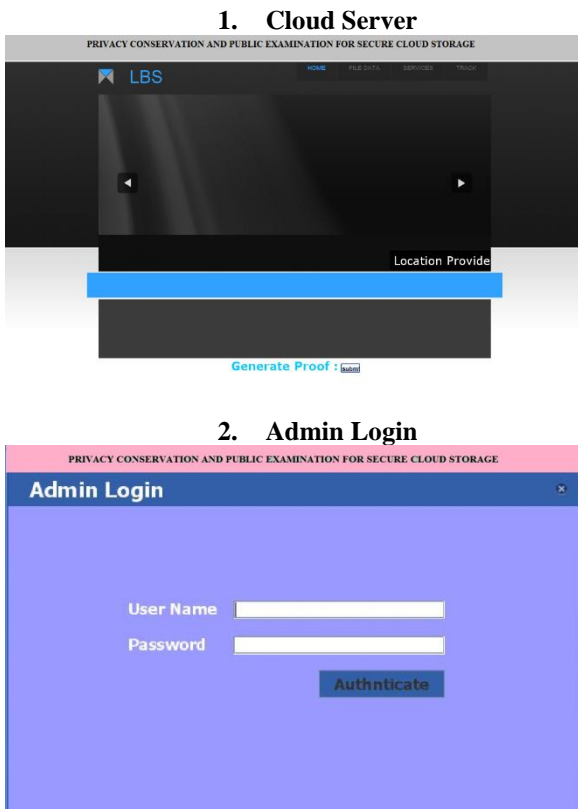 1. Cloud Server
PRIVACY CONSERVATION AND PUBLIC EXAMINATION FOR SECURE CLOUD STORAGE
LBS
HOME FILE DATA SERVICES TRACK
Location Provide
Generate Proof : submi
2. Admin Login
PRIVACY CONSERVATION AND PUBLIC EXAMINATION FOR SECURE CLOUD STORAGE
Admin Login
User Name
Password
Authnticate